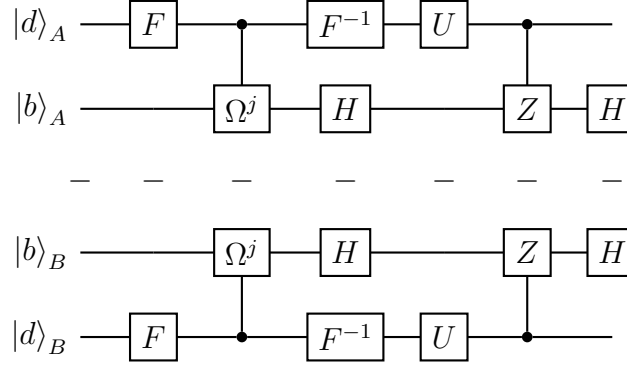 |d⟩_A F F^{-1} U
|b⟩_A Ω^j H Z H
|b⟩_B Ω^j H Z H
|d⟩_B F F^{-1} U